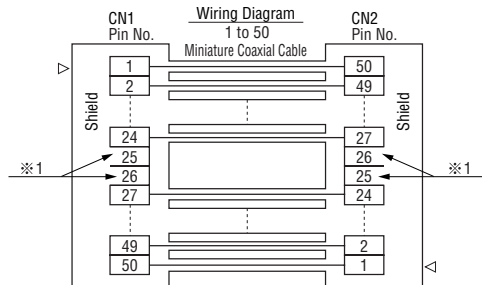 CN1 Wiring Diagram CN2
Pin No. 1 to 50 Pin No.
Miniature Coaxial Cable
1 50
2 49
Shield Shield
24 27
25 26
※1 26 25 ※1
27 24
49 2
50 1